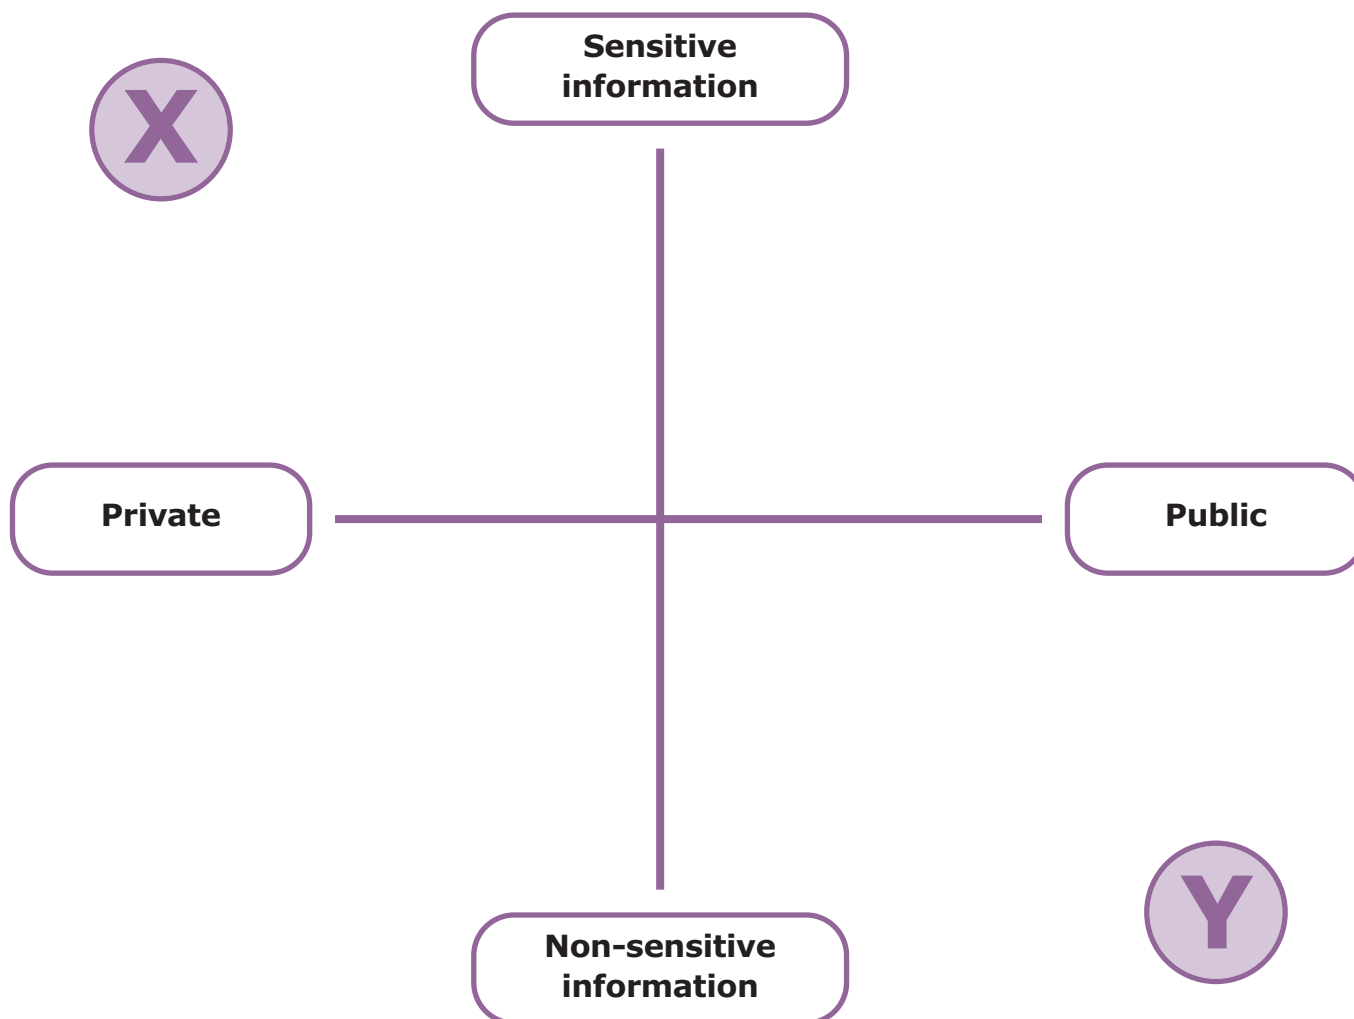 Sensitive
information
X
Private
Public
Y
Non-sensitive
information